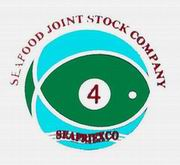 SEAFOOD JOINT STOCK COMPANY
4
SEAPRIEXCO